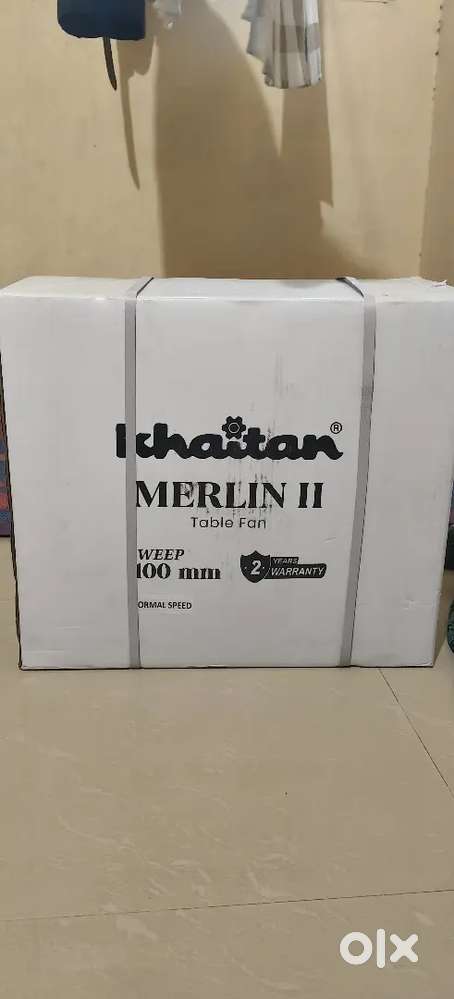 Khaitan ®
MERLIN II
Table Fan
WEEP
100 mm
2 YEARS
WARRANTY
ORMAL SPEED
olx